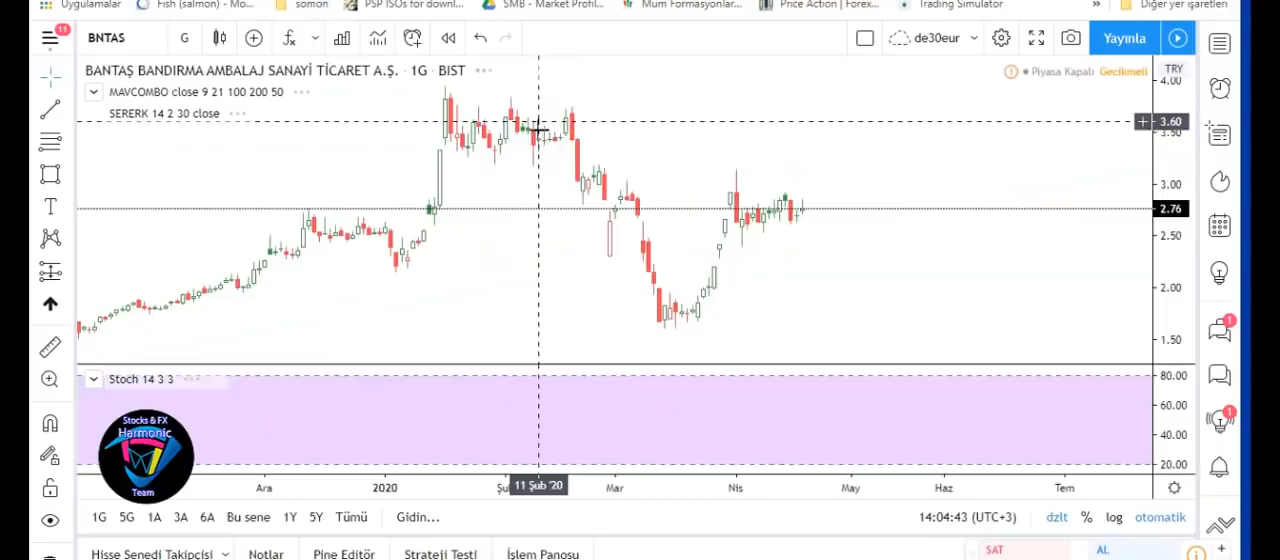 Uygulamalar Fish (salmon) - Mo... somon PSP ISOs for downl... SMB - Market Profil... Mum Formasyonlar... Price Action | Forex... Trading Simulator » Diğer yer işaretleri
11 BNTAS G fx de30eur Yayınla
BANTAŞ BANDIRMA AMBALAJ SANAYİ TİCARET A.Ş. · 1G · BIST Piyasa Kapalı Gecikmeli TRY
MAVCOMBO close 9 21 100 200 50
SERERK 14 2 30 close
4.00
3.60
3.50
3.00
2.76
2.50
2.00
1.50
Stoch 14 3 3
80.00
60.00
40.00
20.00
Stocks & FX
Harmonic
Team
1
1
Ara 2020 11 Şub '20 Mar Nis May Haz Tem
1G 5G 1A 3A 6A Bu sene 1Y 5Y Tümü Gidin... 14:04:43 (UTC+3) dzlt % log otomatik
Hisse Senedi Takipçisi Notlar Pine Editör Strateji Testi İşlem Panosu SAT AL